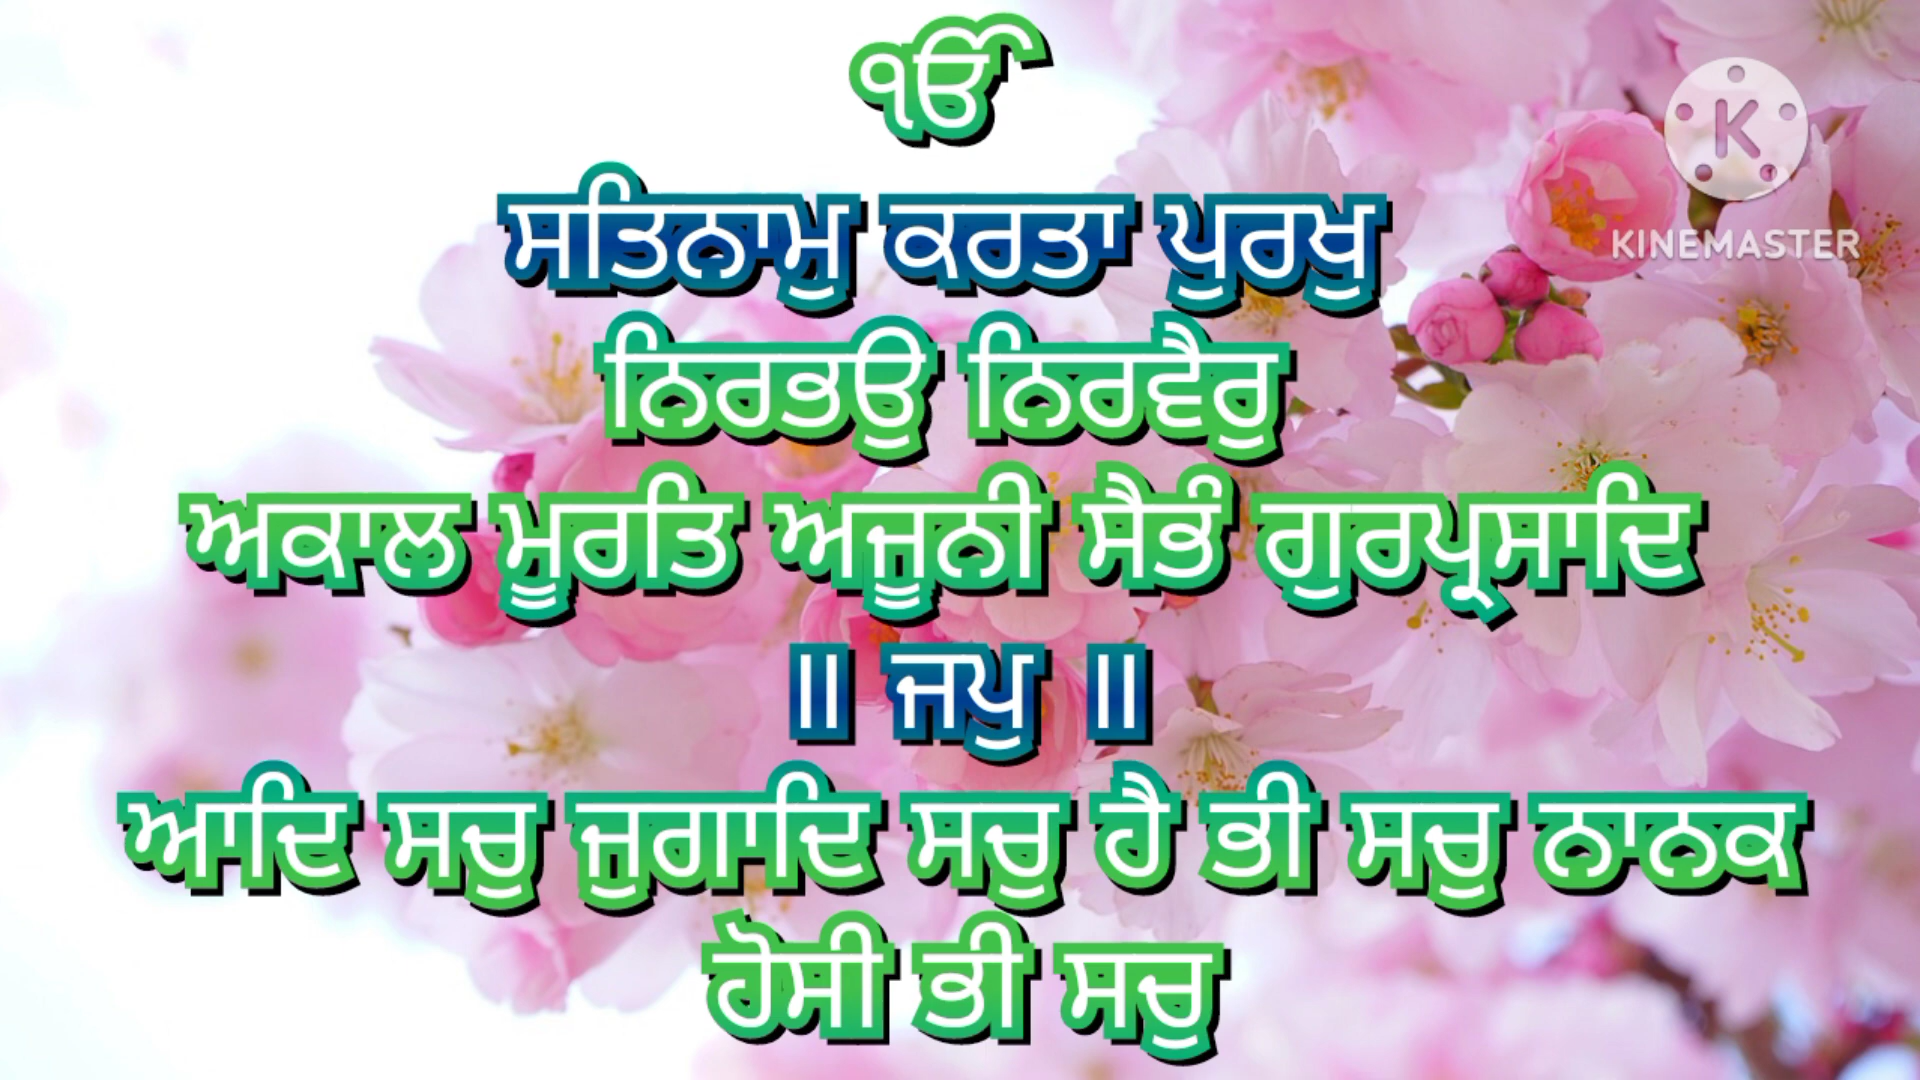 ੴ
ਸਤਿਨਾਮੁ ਕਰਤਾ ਪੁਰਖੁ
ਨਿਰਭਉ ਨਿਰਵੈਰੁ
ਅਕਾਲ ਮੂਰਤਿ ਅਜੂਨੀ ਸੈਭੰ ਗੁਰਪ੍ਰਸਾਦਿ
॥ ਜਪੁ ॥
ਆਦਿ ਸਚੁ ਜੁਗਾਦਿ ਸਚੁ ਹੈ ਭੀ ਸਚੁ ਨਾਨਕ
ਹੋਸੀ ਭੀ ਸਚੁ
K
KINEMASTER